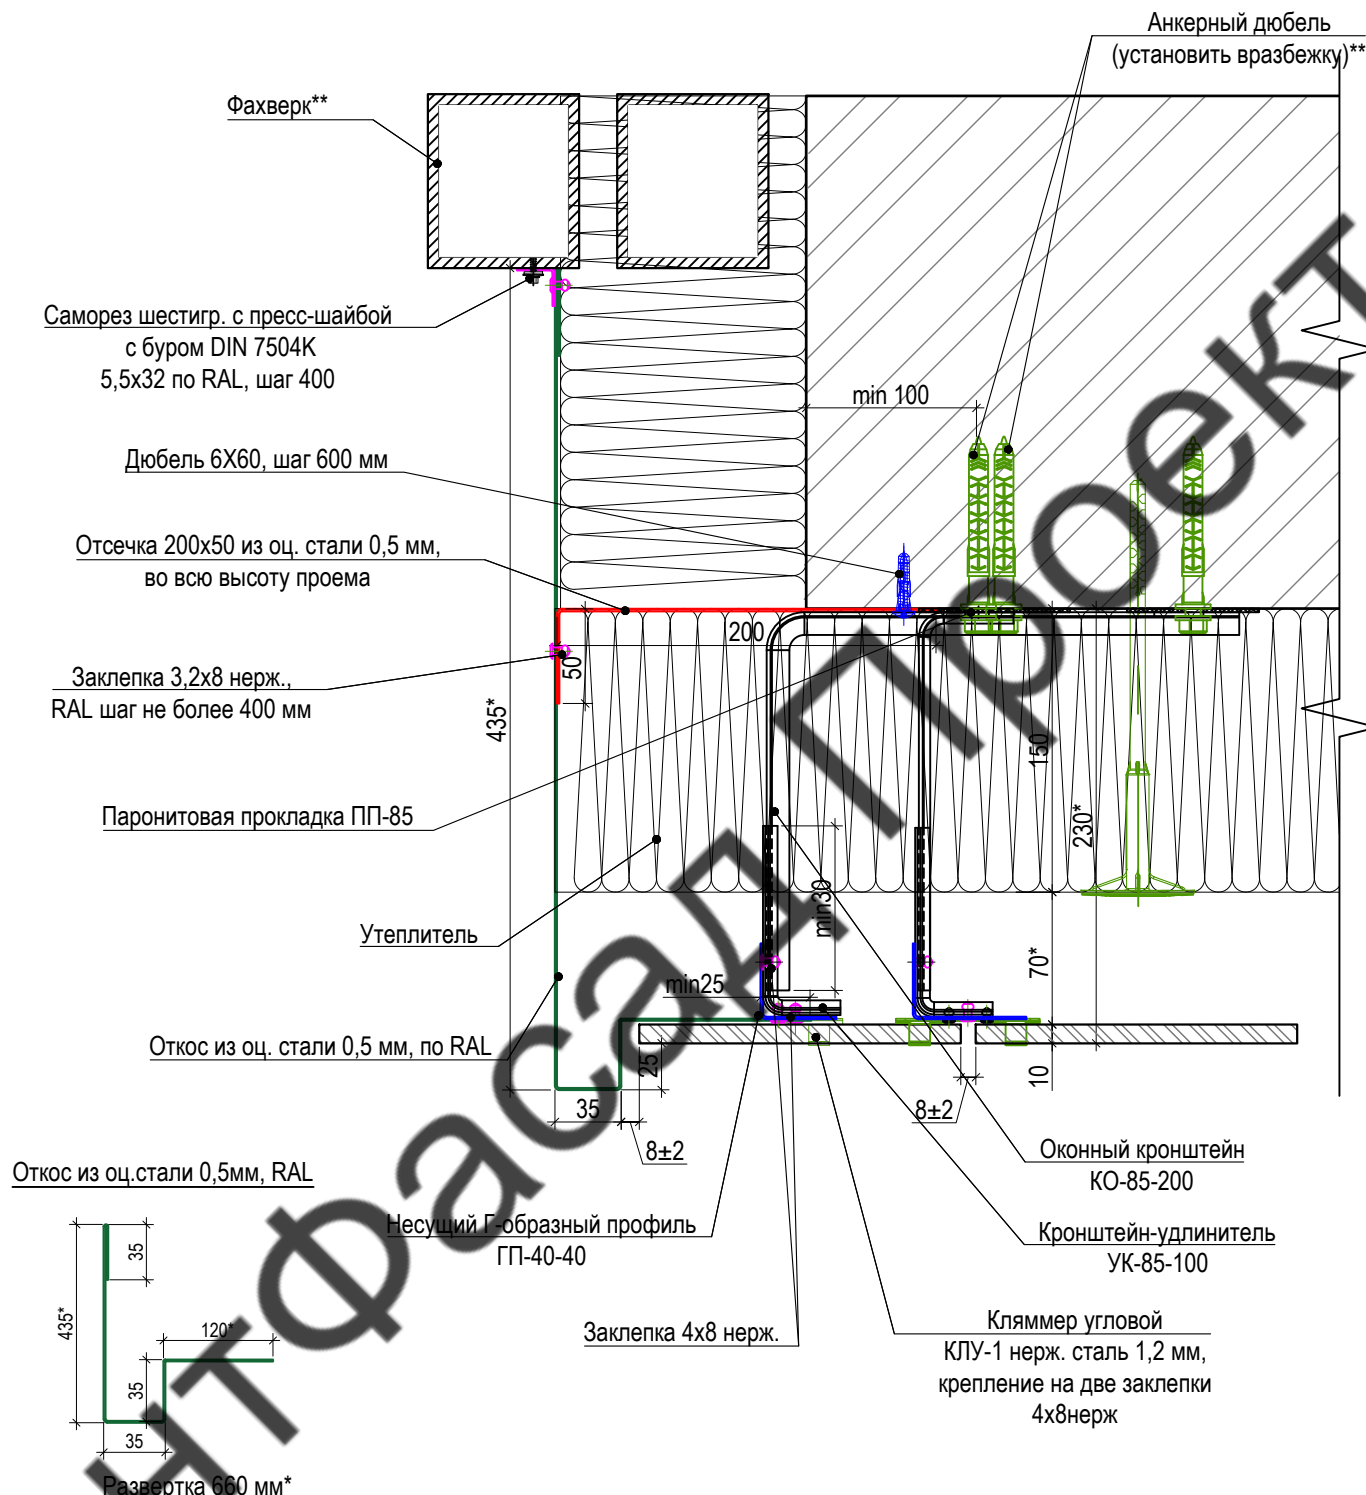 Анкерный дюбель
(установить вразбежку)**
Фахверк**
Саморез шестигр. с пресс-шайбой
с буром DIN 7504K
5,5х32 по RAL, шаг 400
min 100
Дюбель 6Х60, шаг 600 мм
Отсечка 200х50 из оц. стали 0,5 мм,
во всю высоту проема
200
50
Заклепка 3,2х8 нерж.,
RAL шаг не более 400 мм
435*
150
230*
Паронитовая прокладка ПП-85
min30
Утеплитель
70*
min25
Откос из оц. стали 0,5 мм, по RAL
25
10
35
8±2
8±2
Оконный кронштейн
КО-85-200
Откос из оц.стали 0,5мм, RAL
Несущий Г-образный профиль
ГП-40-40
Кронштейн-удлинитель
УК-85-100
Заклепка 4х8 нерж.
Кляммер угловой
КЛУ-1 нерж. сталь 1,2 мм,
крепление на две заклепки
4х8нерж
35
435*
120*
35
35
Развертка 660 мм*
нтФасад Проект